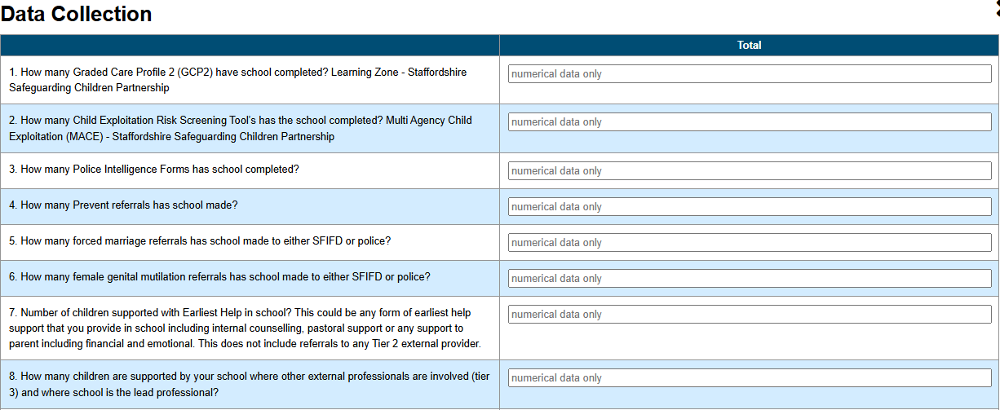 Data Collection
Total
1. How many Graded Care Profile 2 (GCP2) have school completed? Learning Zone - Staffordshire
Safeguarding Children Partnership
numerical data only
2. How many Child Exploitation Risk Screening Tool's has the school completed? Multi Agency Child
Exploitation (MACE) - Staffordshire Safeguarding Children Partnership
numerical data only
3. How many Police Intelligence Forms has school completed?
numerical data only
4. How many Prevent referrals has school made?
numerical data only
5. How many forced marriage referrals has school made to either SFIFD or police?
numerical data only
6. How many female genital mutilation referrals has school made to either SFIFD or police?
numerical data only
7. Number of children supported with Earliest Help in school? This could be any form of earliest help
support that you provide in school including internal counselling, pastoral support or any support to
parent including financial and emotional. This does not include referrals to any Tier 2 external provider.
numerical data only
8. How many children are supported by your school where other external professionals are involved (tier
3) and where school is the lead professional?
numerical data only